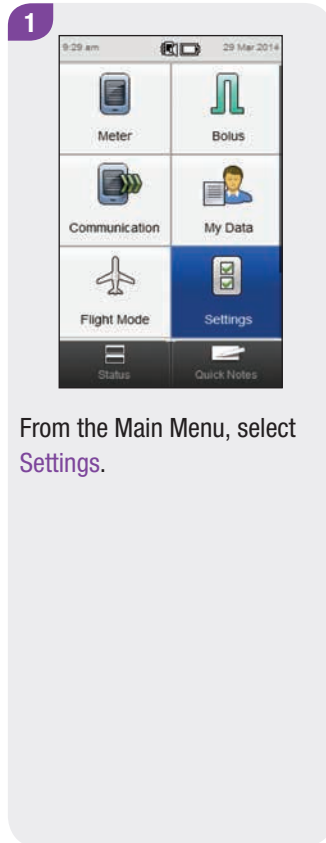 1
9:29 am 29 Mar 2014
Meter Bolus
Communication My Data
Flight Mode Settings
Status Quick Notes
From the Main Menu, select
Settings.